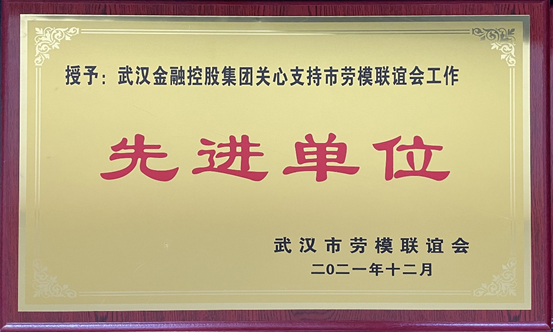 授予：武汉金融控股集团关心支持市劳模联谊会工作
先进单位
武汉市劳模联谊会
二〇二一年十二月